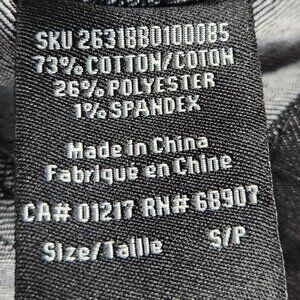 SKU 2631880100085
73% COTTON/COTON
26% POLYESTER
1% SPANDEX
Made in China
Fabriqué en Chine
CA# 01217 RN# 68907
Size/Taille S/P